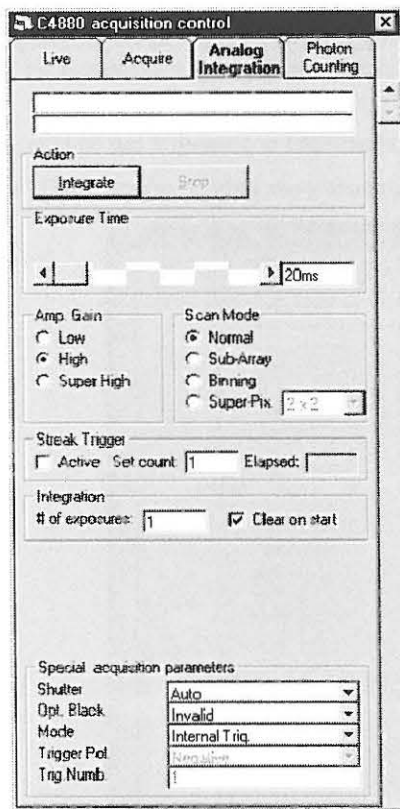 C4880 acquisition control
Live Acquire Analog Integration Photon Counting
Action
Integrate Stop
Exposure Time
20ms
Amp. Gain
Low
High
Super High
Scan Mode
Normal
Sub-Array
Binning
Super-Pix. 2 x 2
Streak Trigger
Active Set count: 1 Elapsed:
Integration
# of exposures: 1 Clear on start
Special acquisition parameters
Shutter Auto
Opt. Black Invalid
Mode Internal Trig.
Trigger Pol. Negative
Trig.Numb. 1